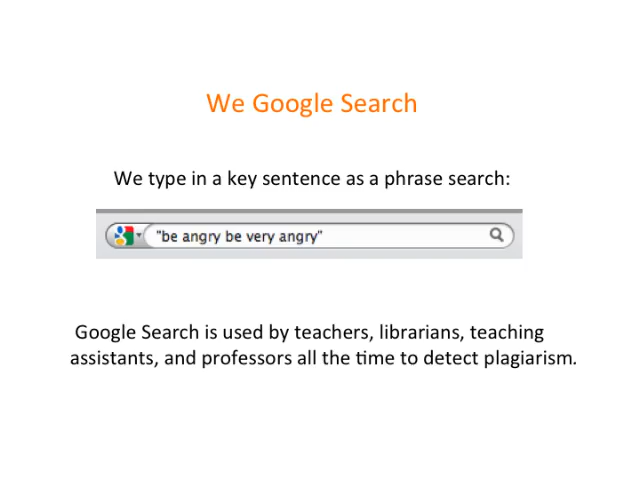 We Google Search
We type in a key sentence as a phrase search:
"be angry be very angry"
Google Search is used by teachers, librarians, teaching
assistants, and professors all the time to detect plagiarism.